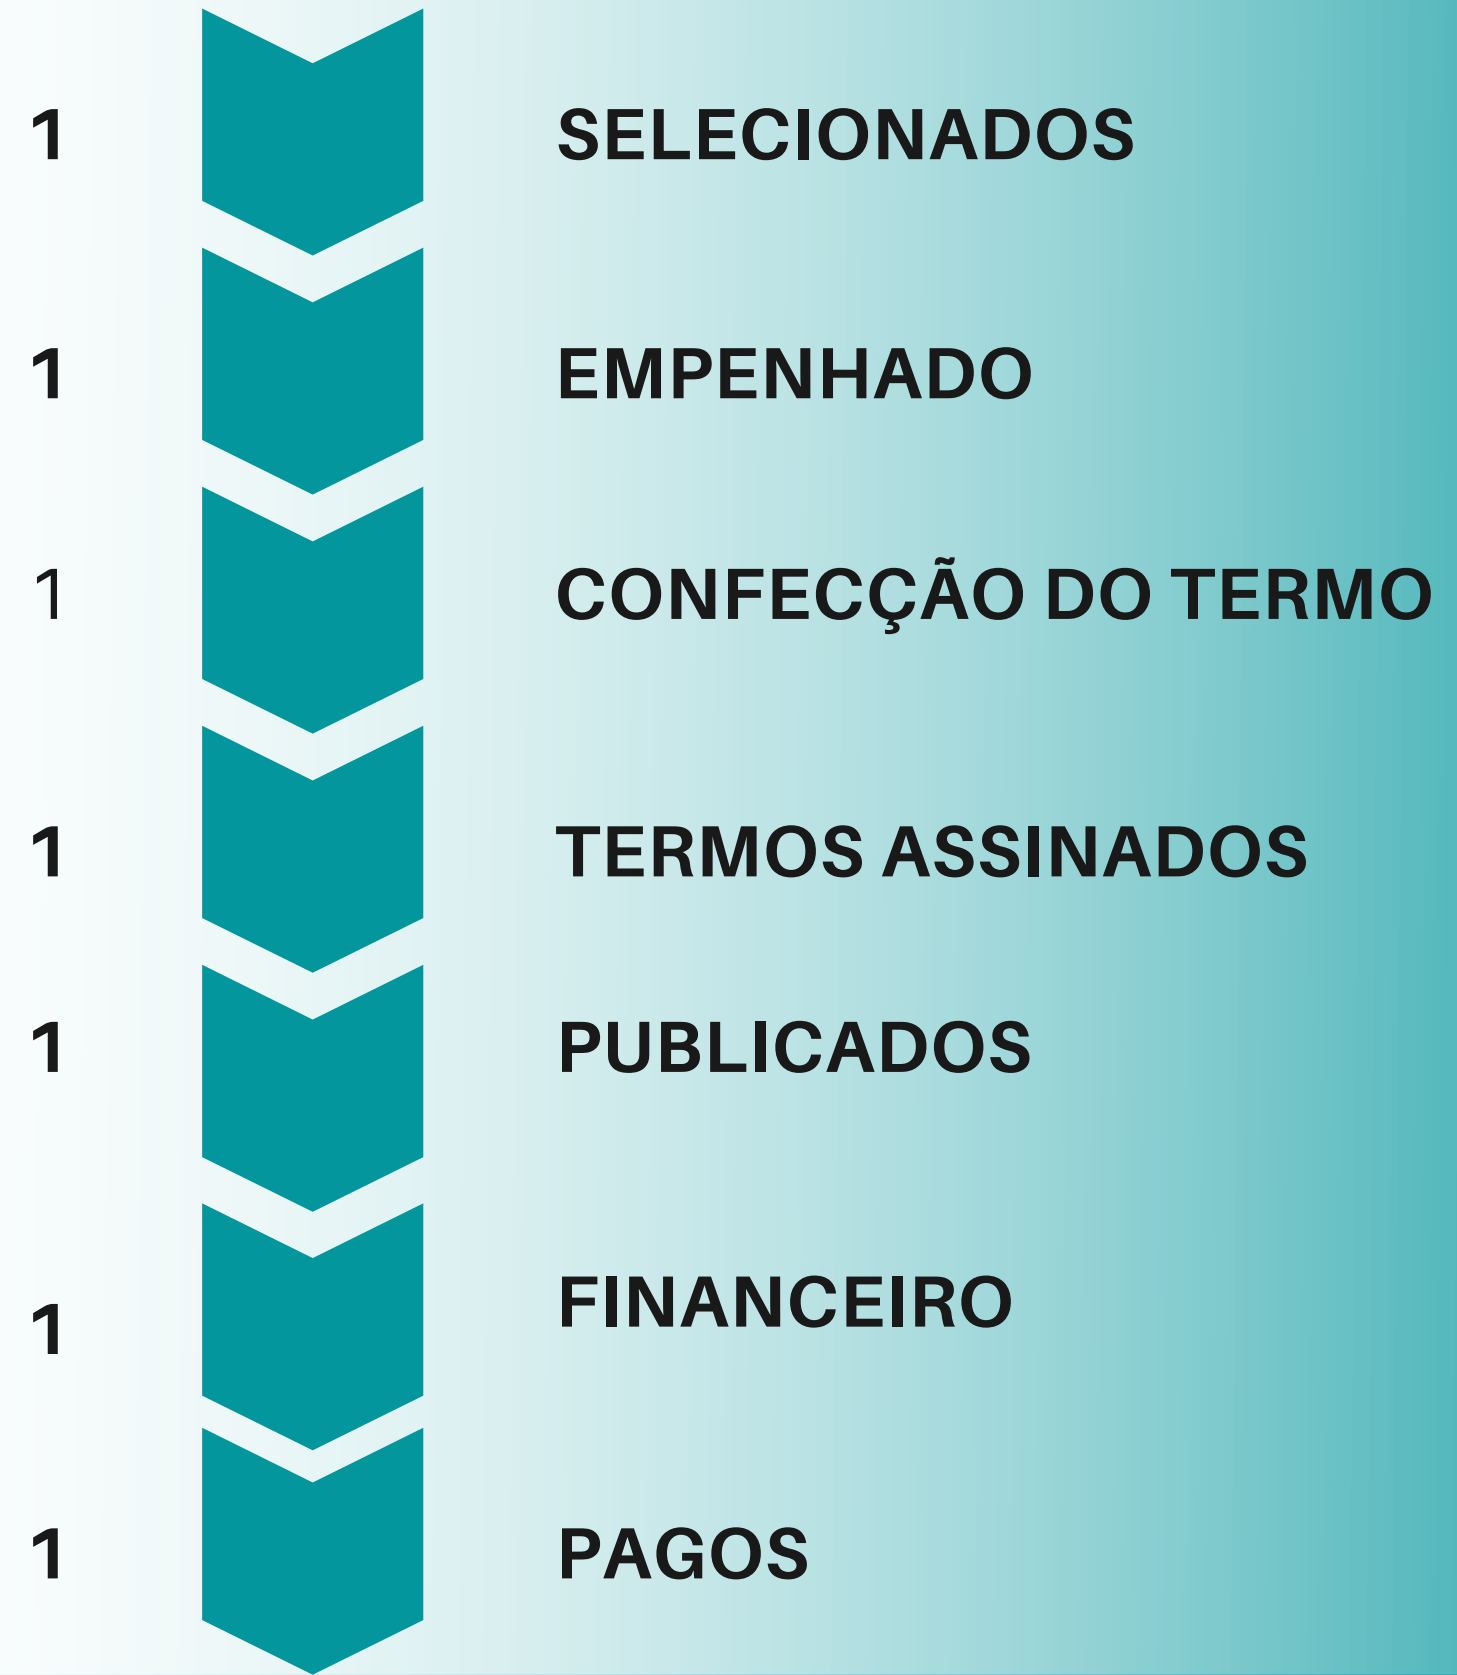 1 SELECIONADOS
1 EMPENHADO
1 CONFECÇÃO DO TERMO
1 TERMOS ASSINADOS
1 PUBLICADOS
1 FINANCEIRO
1 PAGOS